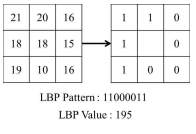 21 20 16 1 1 0
18 18 15 1 0
19 10 16 1 0 0
LBP Pattern : 11000011
LBP Value : 195